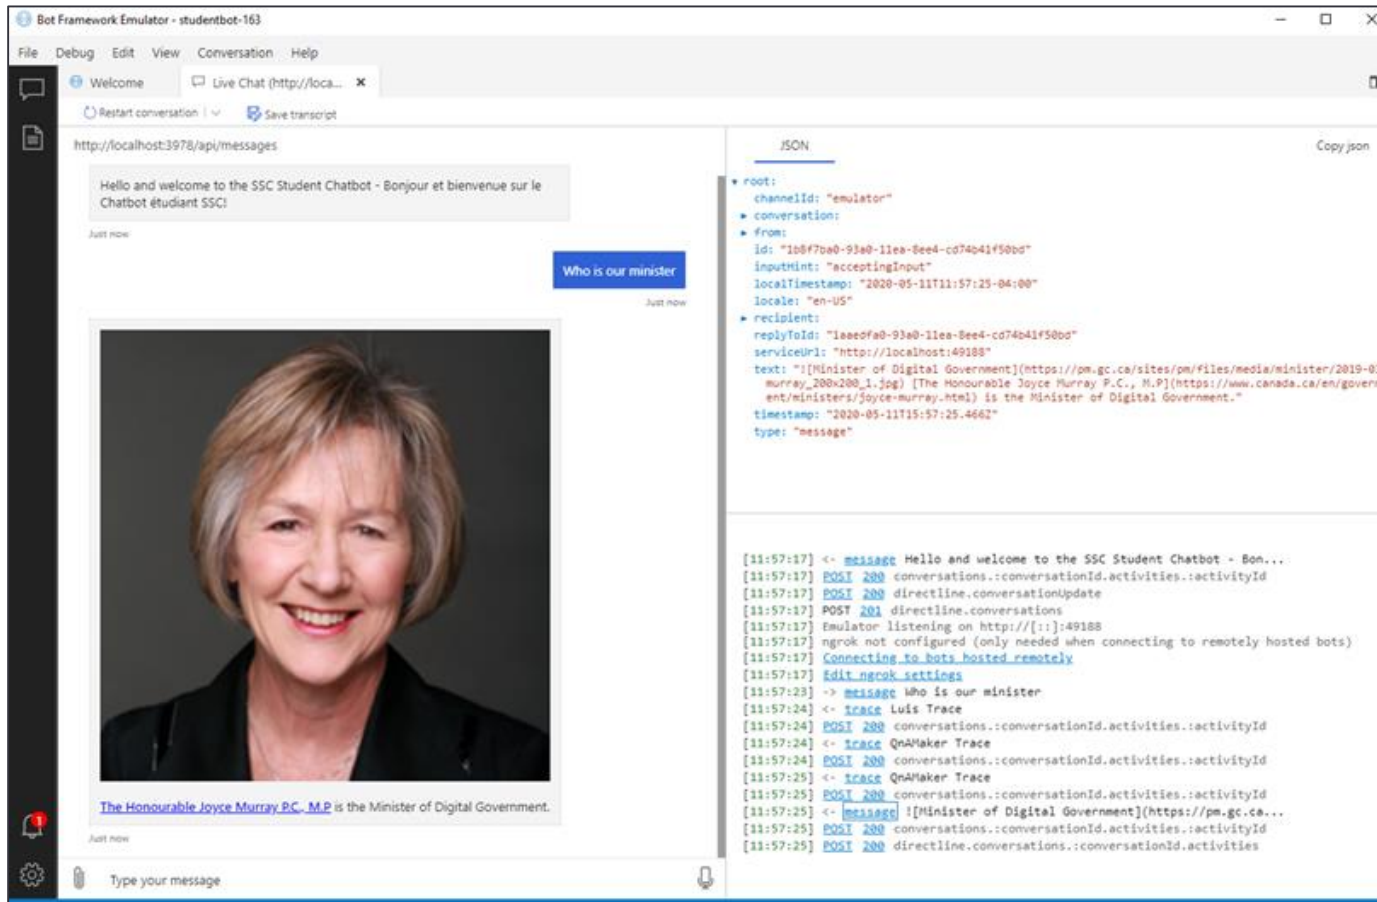 Bot Framework Emulator - studentbot-163
File Debug Edit View Conversation Help
Welcome
Live Chat (http://loca...
Restart conversation
Save transcript
http://localhost:3978/api/messages
Hello and welcome to the SSC Student Chatbot - Bonjour et bienvenue sur le
Chatbot étudiant SSC!
Just now
Who is our minister
Just now
The Honourable Joyce Murray P.C., M.P is the Minister of Digital Government.
Just now
Type your message
1
JSON
Copy json
root:
channelId: "emulator"
conversation:
from:
id: "1b8f7ba0-93a0-11ea-8ee4-cd74b41f50bd"
inputHint: "acceptingInput"
localTimestamp: "2020-05-11T11:57:25-04:00"
locale: "en-US"
recipient:
replyToId: "1aaedfa0-93a0-11ea-8ee4-cd74b41f50bd"
serviceUrl: "http://localhost:49188"
text: "![Minister of Digital Government](https://pm.gc.ca/sites/pm/files/media/minister/2019-0
murray_200x200_1.jpg) [The Honourable Joyce Murray P.C., M.P](https://www.canada.ca/en/govern
ent/ministers/joyce-murray.html) is the Minister of Digital Government."
timestamp: "2020-05-11T15:57:25.466Z"
type: "message"
[11:57:17] <- message Hello and welcome to the SSC Student Chatbot - Bon...
[11:57:17] POST 200 conversations.:conversationId.activities.:activityId
[11:57:17] POST 200 directline.conversationUpdate
[11:57:17] POST 201 directline.conversations
[11:57:17] Emulator listening on http://[::]:49188
[11:57:17] ngrok not configured (only needed when connecting to remotely hosted bots)
[11:57:17] Connecting to bots hosted remotely
[11:57:17] Edit ngrok settings
[11:57:23] -> message Who is our minister
[11:57:24] <- trace Luis Trace
[11:57:24] POST 200 conversations.:conversationId.activities.:activityId
[11:57:24] <- trace QnAMaker Trace
[11:57:24] POST 200 conversations.:conversationId.activities.:activityId
[11:57:25] <- trace QnAMaker Trace
[11:57:25] POST 200 conversations.:conversationId.activities.:activityId
[11:57:25] <- message ![Minister of Digital Government](https://pm.gc.ca...
[11:57:25] POST 200 conversations.:conversationId.activities.:activityId
[11:57:25] POST 200 directline.conversations.:conversationId.activities